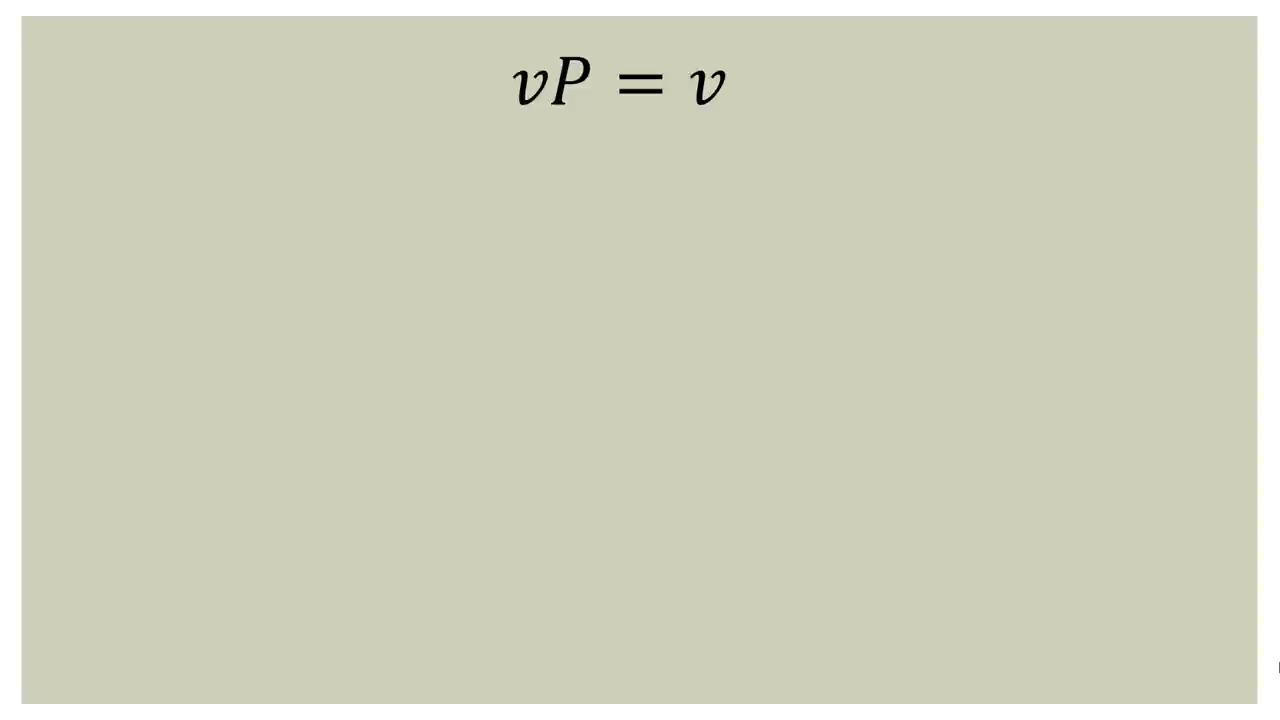 vP = v